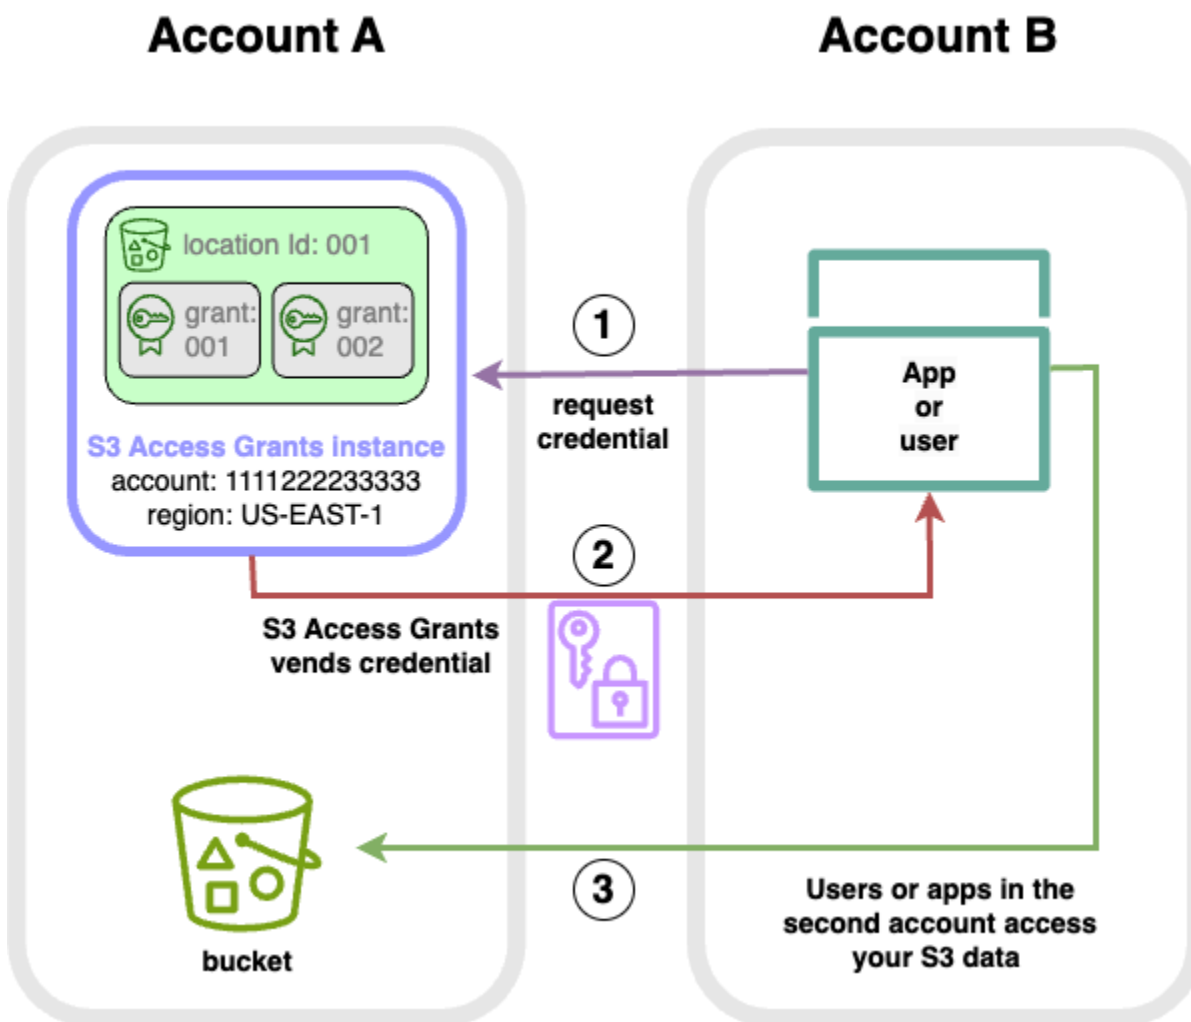 Account A
Account B
location Id: 001
grant:
001
grant:
002
S3 Access Grants instance
account: 1111222233333
region: US-EAST-1
1
request
credential
App
or
user
2
S3 Access Grants
vends credential
3
bucket
Users or apps in the
second account access
your S3 data